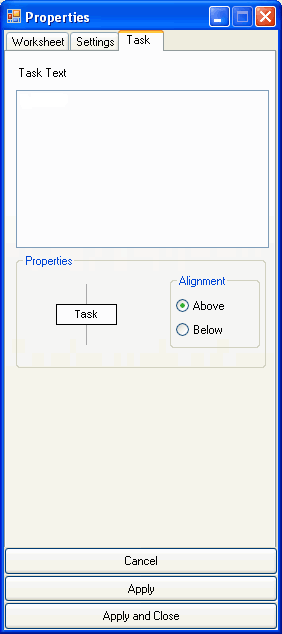 Properties
Worksheet Settings Task
Task Text
Properties
Task
Alignment
Above
Below
Cancel
Apply
Apply and Close